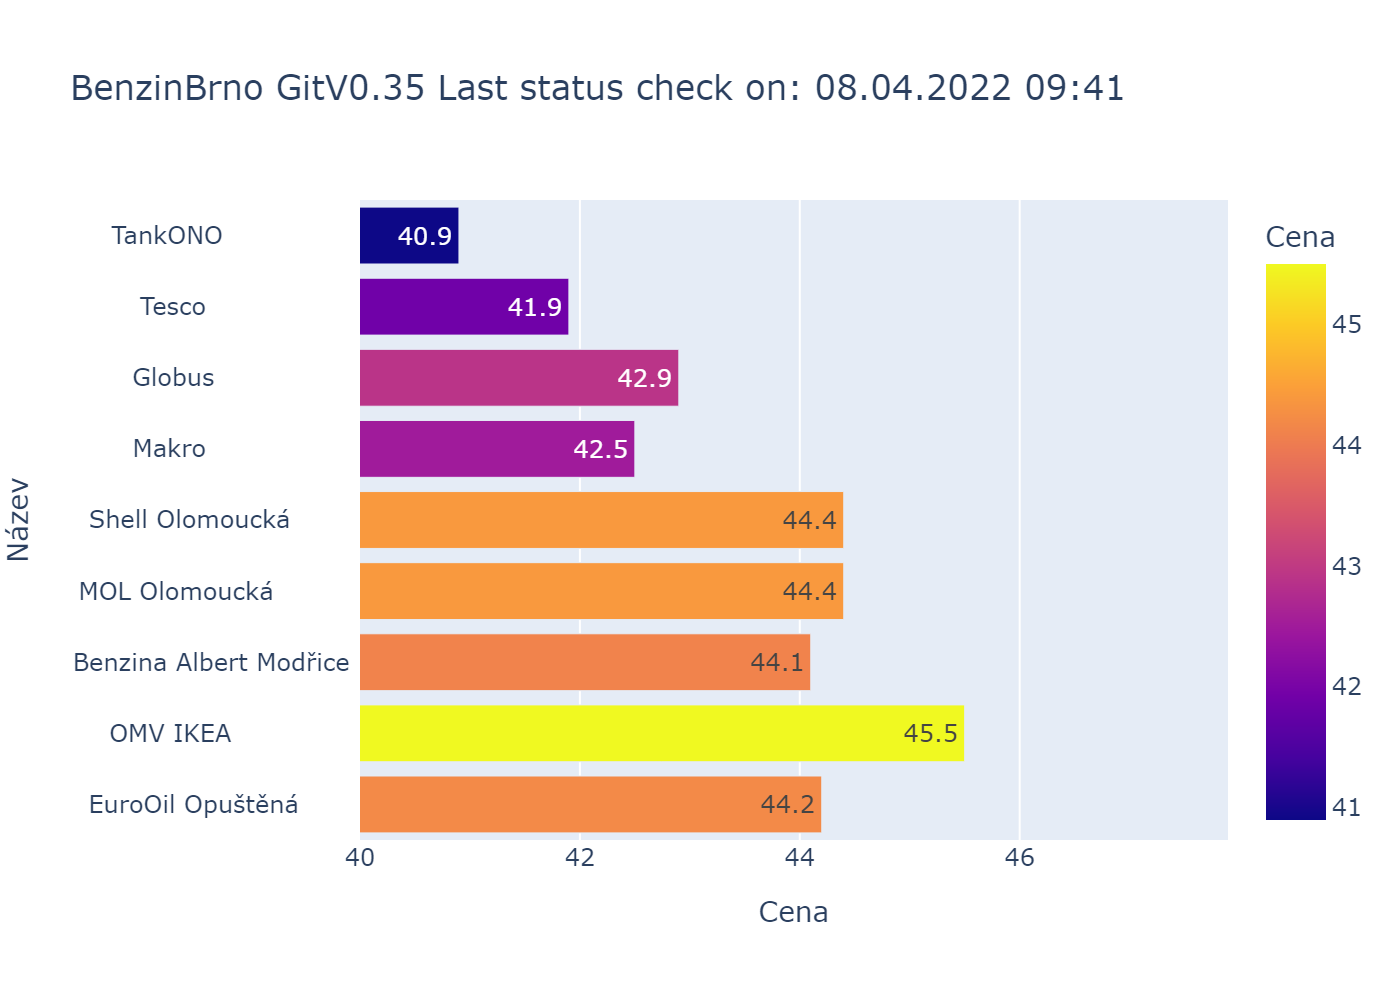 BenzinBrno GitV0.35 Last status check on: 08.04.2022 09:41
Název
TankONO 40.9
Tesco 41.9
Globus 42.9
Makro 42.5
Shell Olomoucká 44.4
MOL Olomoucká 44.4
Benzina Albert Modřice 44.1
OMV IKEA 45.5
EuroOil Opuštěná 44.2
40 42 44 46
Cena
Cena
45
44
43
42
41